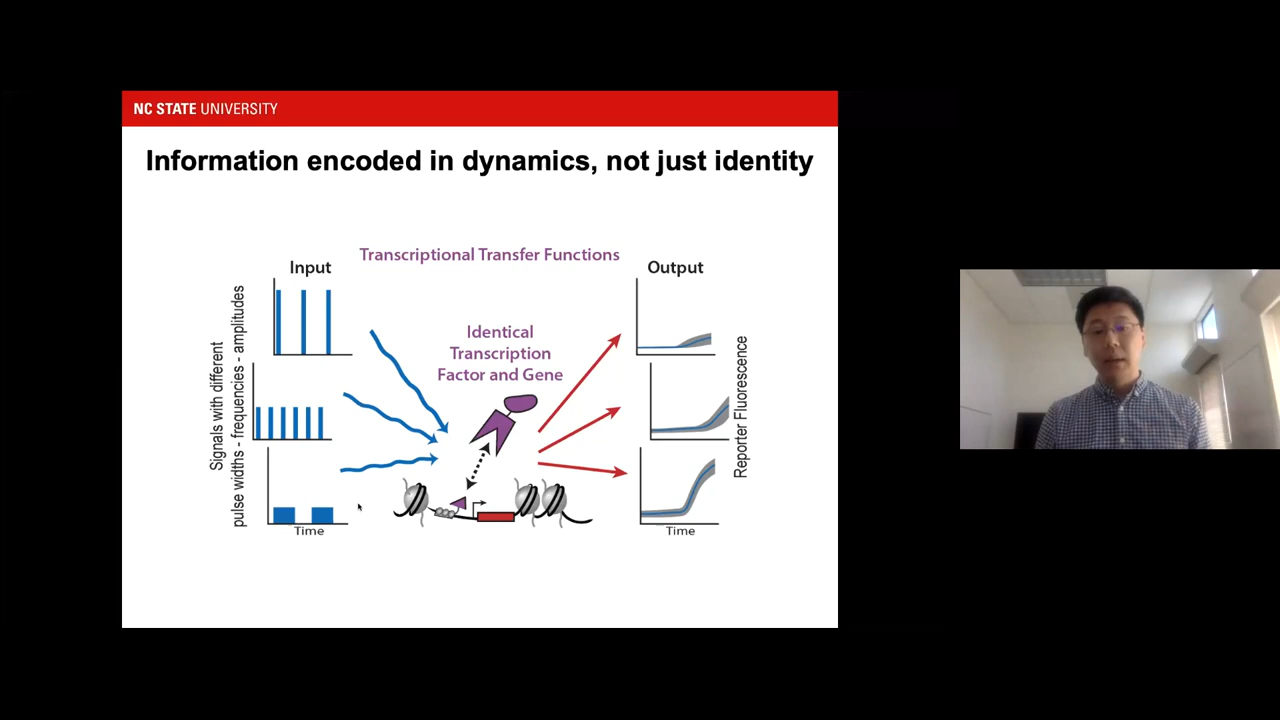 NC STATE UNIVERSITY
Information encoded in dynamics, not just identity
Transcriptional Transfer Functions
Input
Output
Signals with different
pulse widths - frequencies - amplitudes
Identical
Transcription
Factor and Gene
Reporter Fluorescence
Time
Time